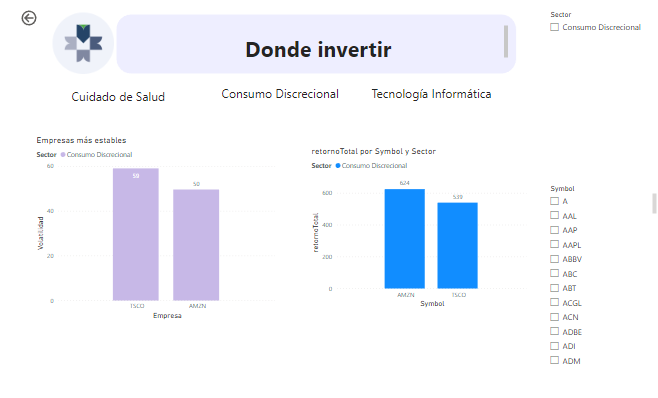 Donde invertir
Sector
Consumo Discrecional
Cuidado de Salud
Consumo Discrecional
Tecnología Informática
Empresas más estables
Sector Consumo Discrecional
Volatilidad
60
40
20
0
58
50
TSCO
AMZN
Empresa
retornoTotal por Symbol y Sector
Sector Consumo Discrecional
retornoTotal
600
400
200
0
624
539
AMZN
TSCO
Symbol
Symbol
A
AAL
AAP
AAPL
ABBV
ABC
ABT
ACGL
ACN
ADBE
ADI
ADM